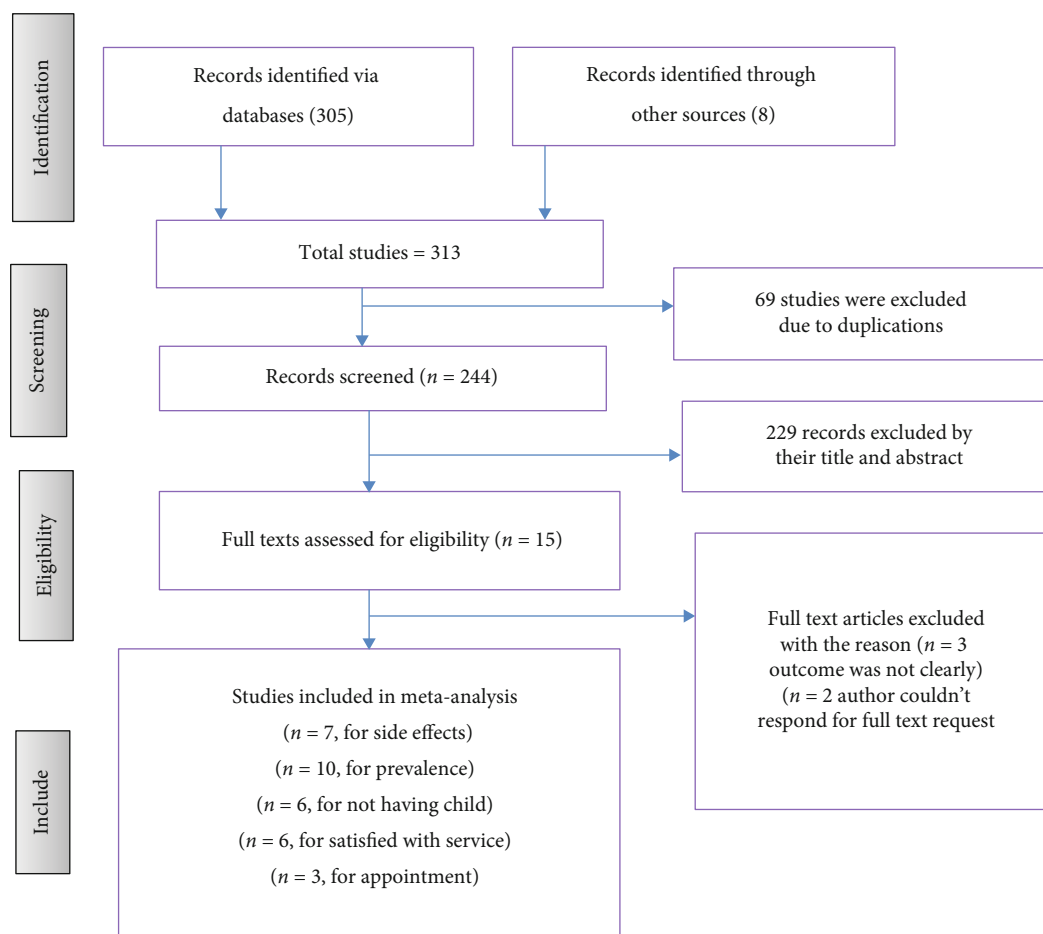 Identification
Records identified via
databases (305)
Records identified through
other sources (8)
Total studies = 313
Screening
69 studies were excluded
due to duplications
Records screened (n = 244)
229 records excluded by
their title and abstract
Eligibility
Full texts assessed for eligibility (n = 15)
Full text articles excluded
with the reason (n = 3
outcome was not clearly)
(n = 2 author couldn't
respond for full text request
Include
Studies included in meta-analysis
(n = 7, for side effects)
(n = 10, for prevalence)
(n = 6, for not having child)
(n = 6, for satisfied with service)
(n = 3, for appointment)